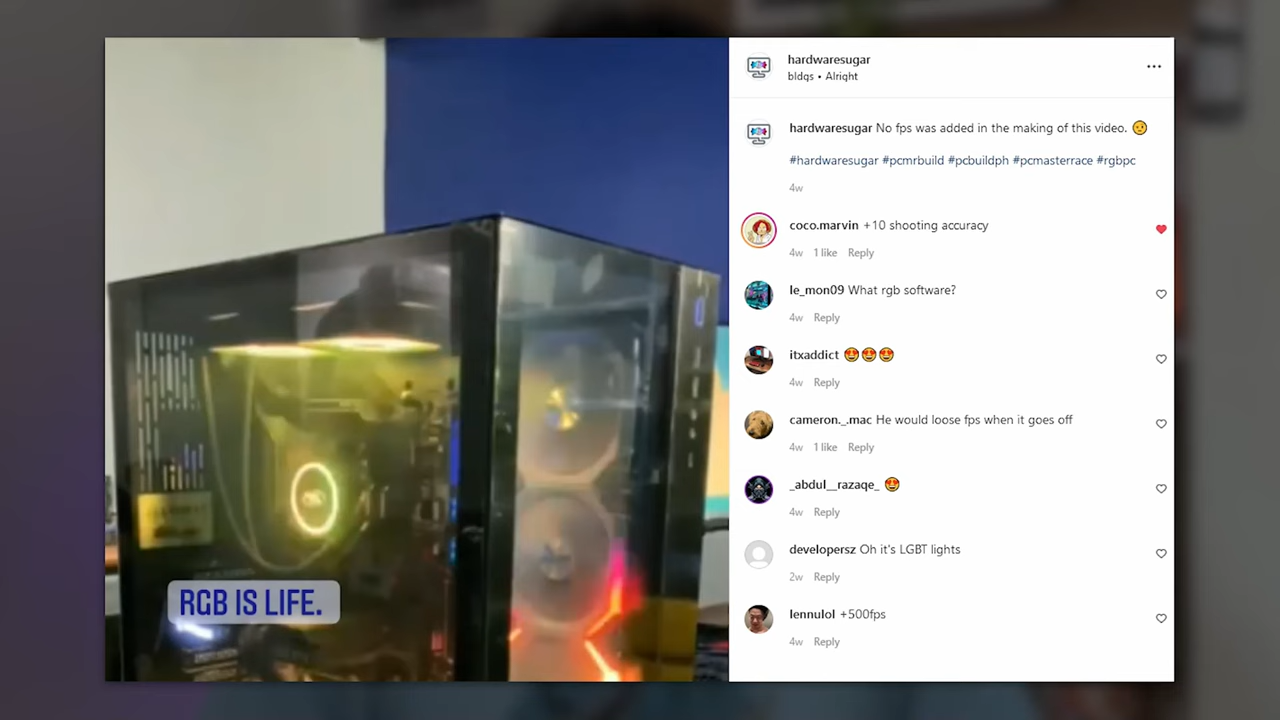 hardwaresugar
bldqs • Alright
hardwaresugar No fps was added in the making of this video. 🤨
#hardwaresugar #pcmrbuild #pcbuildph #pcmasterrace #rgbpc
4w
coco.marvin +10 shooting accuracy
4w 1 like Reply
le_mon09 What rgb software?
4w Reply
itxaddict 🤩🤩🤩
4w Reply
cameron._.mac He would loose fps when it goes off
4w 1 like Reply
_abdul__razaqe_ 🤩
4w Reply
developersz Oh it's LGBT lights
2w Reply
lennulol +500fps
4w Reply
RGB IS LIFE.